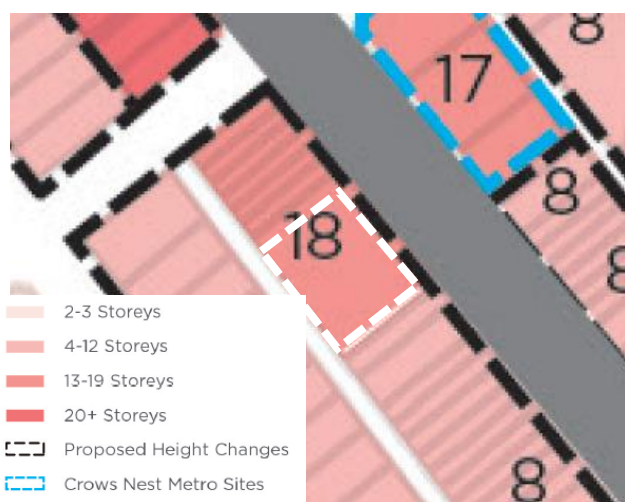 8
17
8
18
8
2-3 Storeys
4-12 Storeys
13-19 Storeys
20+ Storeys
Proposed Height Changes
Crows Nest Metro Sites
8